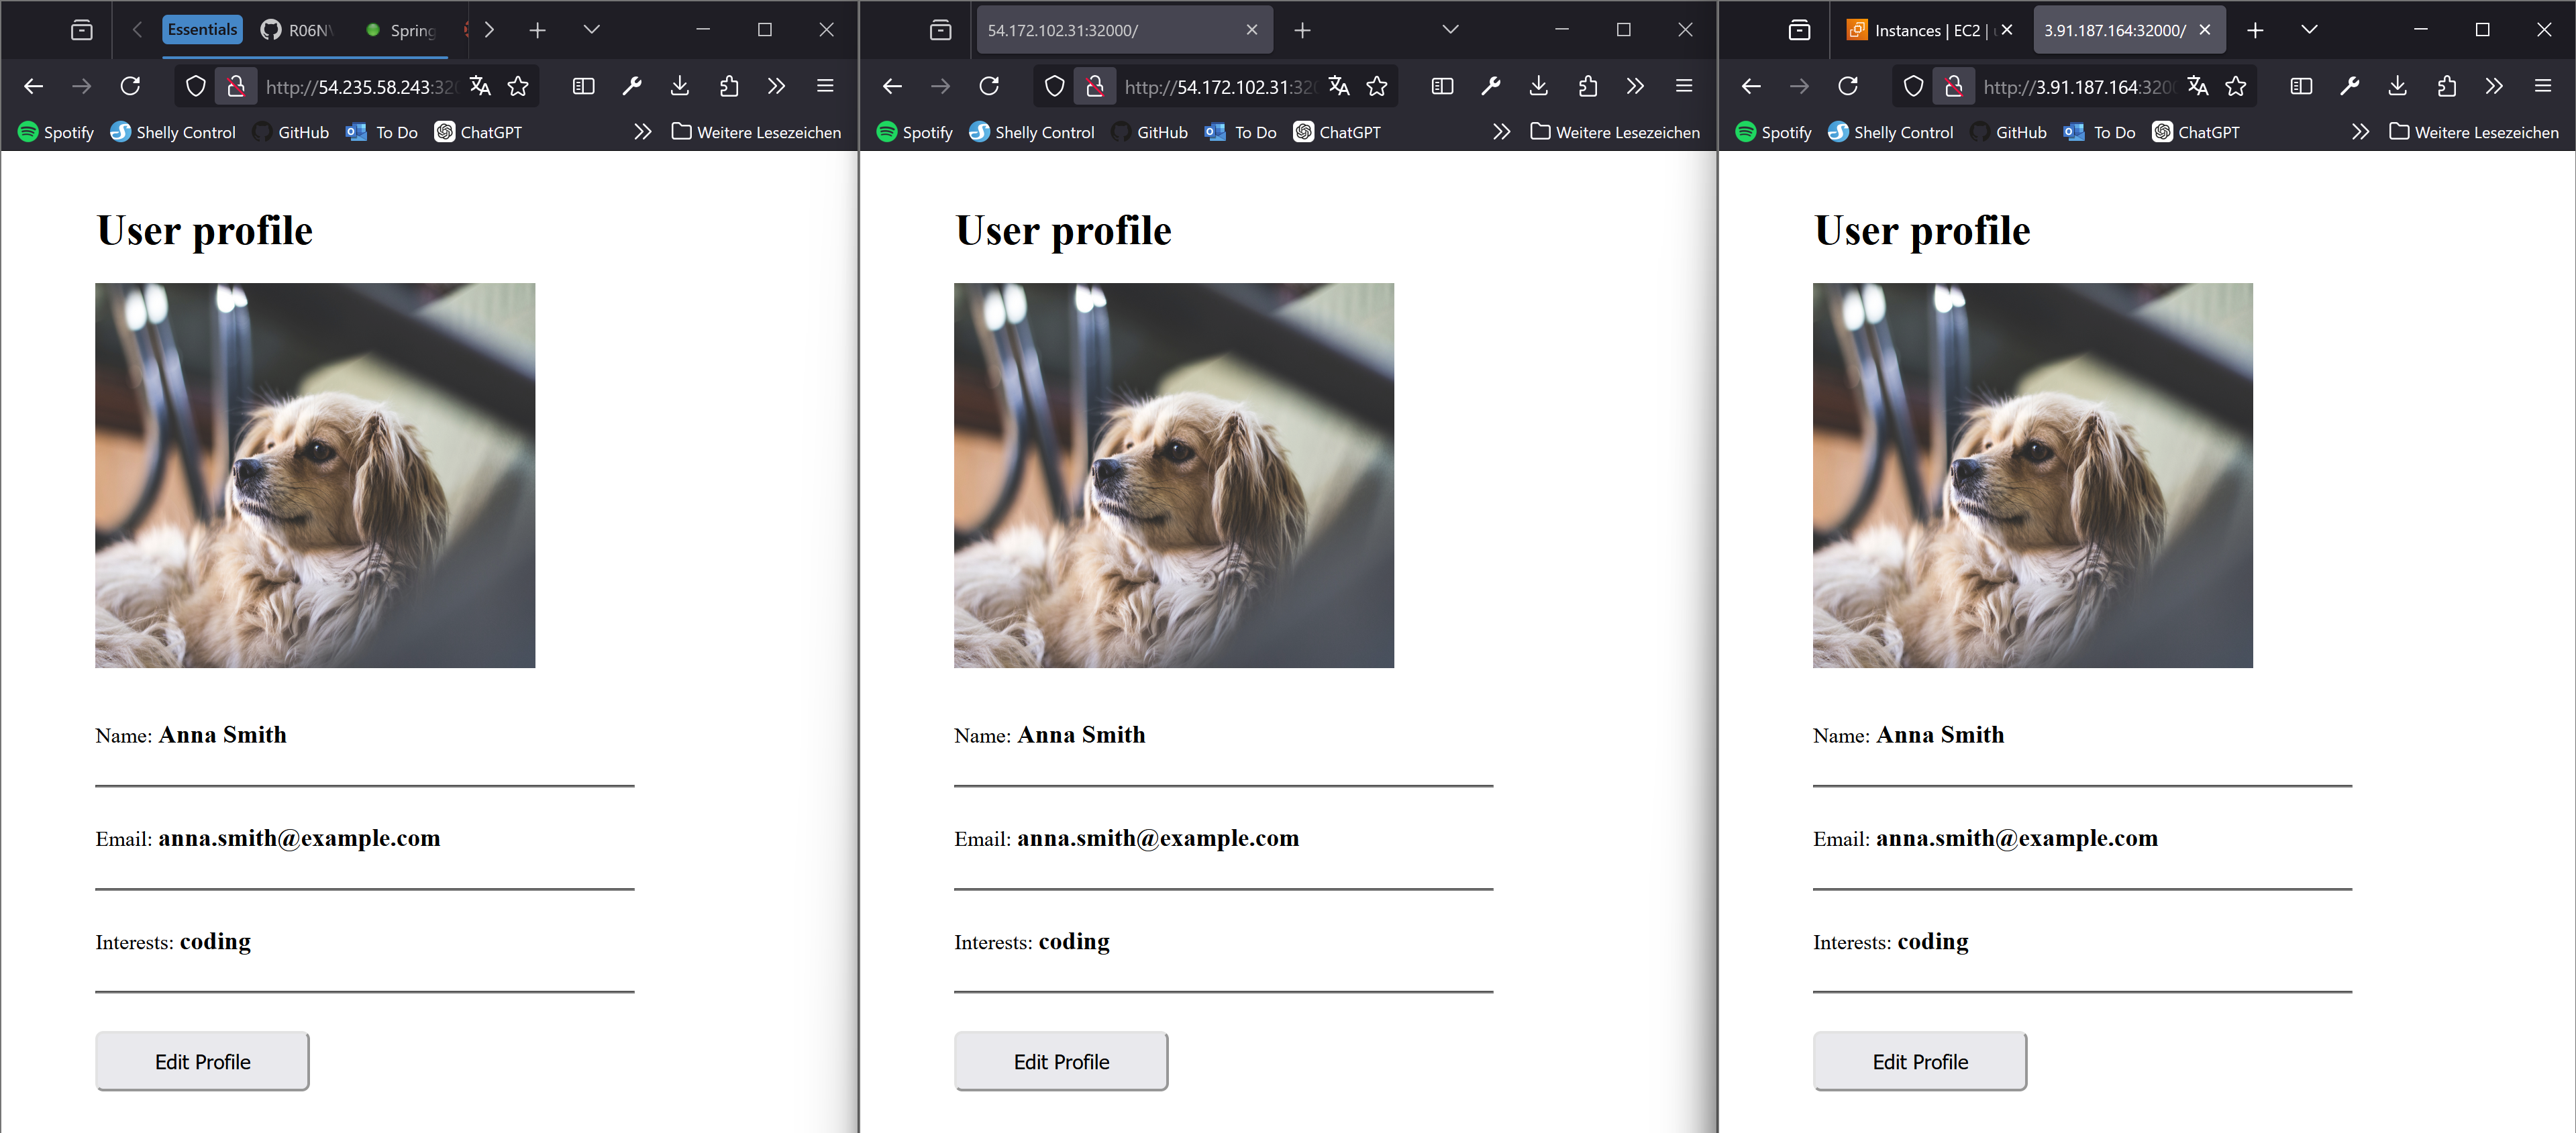 Essentials
R06N
Spring
http://54.235.58.243:320
Spotify
Shelly Control
GitHub
To Do
ChatGPT
Weitere Lesezeichen
User profile
Name: Anna Smith
Email: anna.smith@example.com
Interests: coding
Edit Profile
54.172.102.31:32000/
http://54.172.102.31:320
Spotify
Shelly Control
GitHub
To Do
ChatGPT
Weitere Lesezeichen
User profile
Name: Anna Smith
Email: anna.smith@example.com
Interests: coding
Edit Profile
Instances | EC2 |
3.91.187.164:32000/
http://3.91.187.164:3200
Spotify
Shelly Control
GitHub
To Do
ChatGPT
Weitere Lesezeichen
User profile
Name: Anna Smith
Email: anna.smith@example.com
Interests: coding
Edit Profile